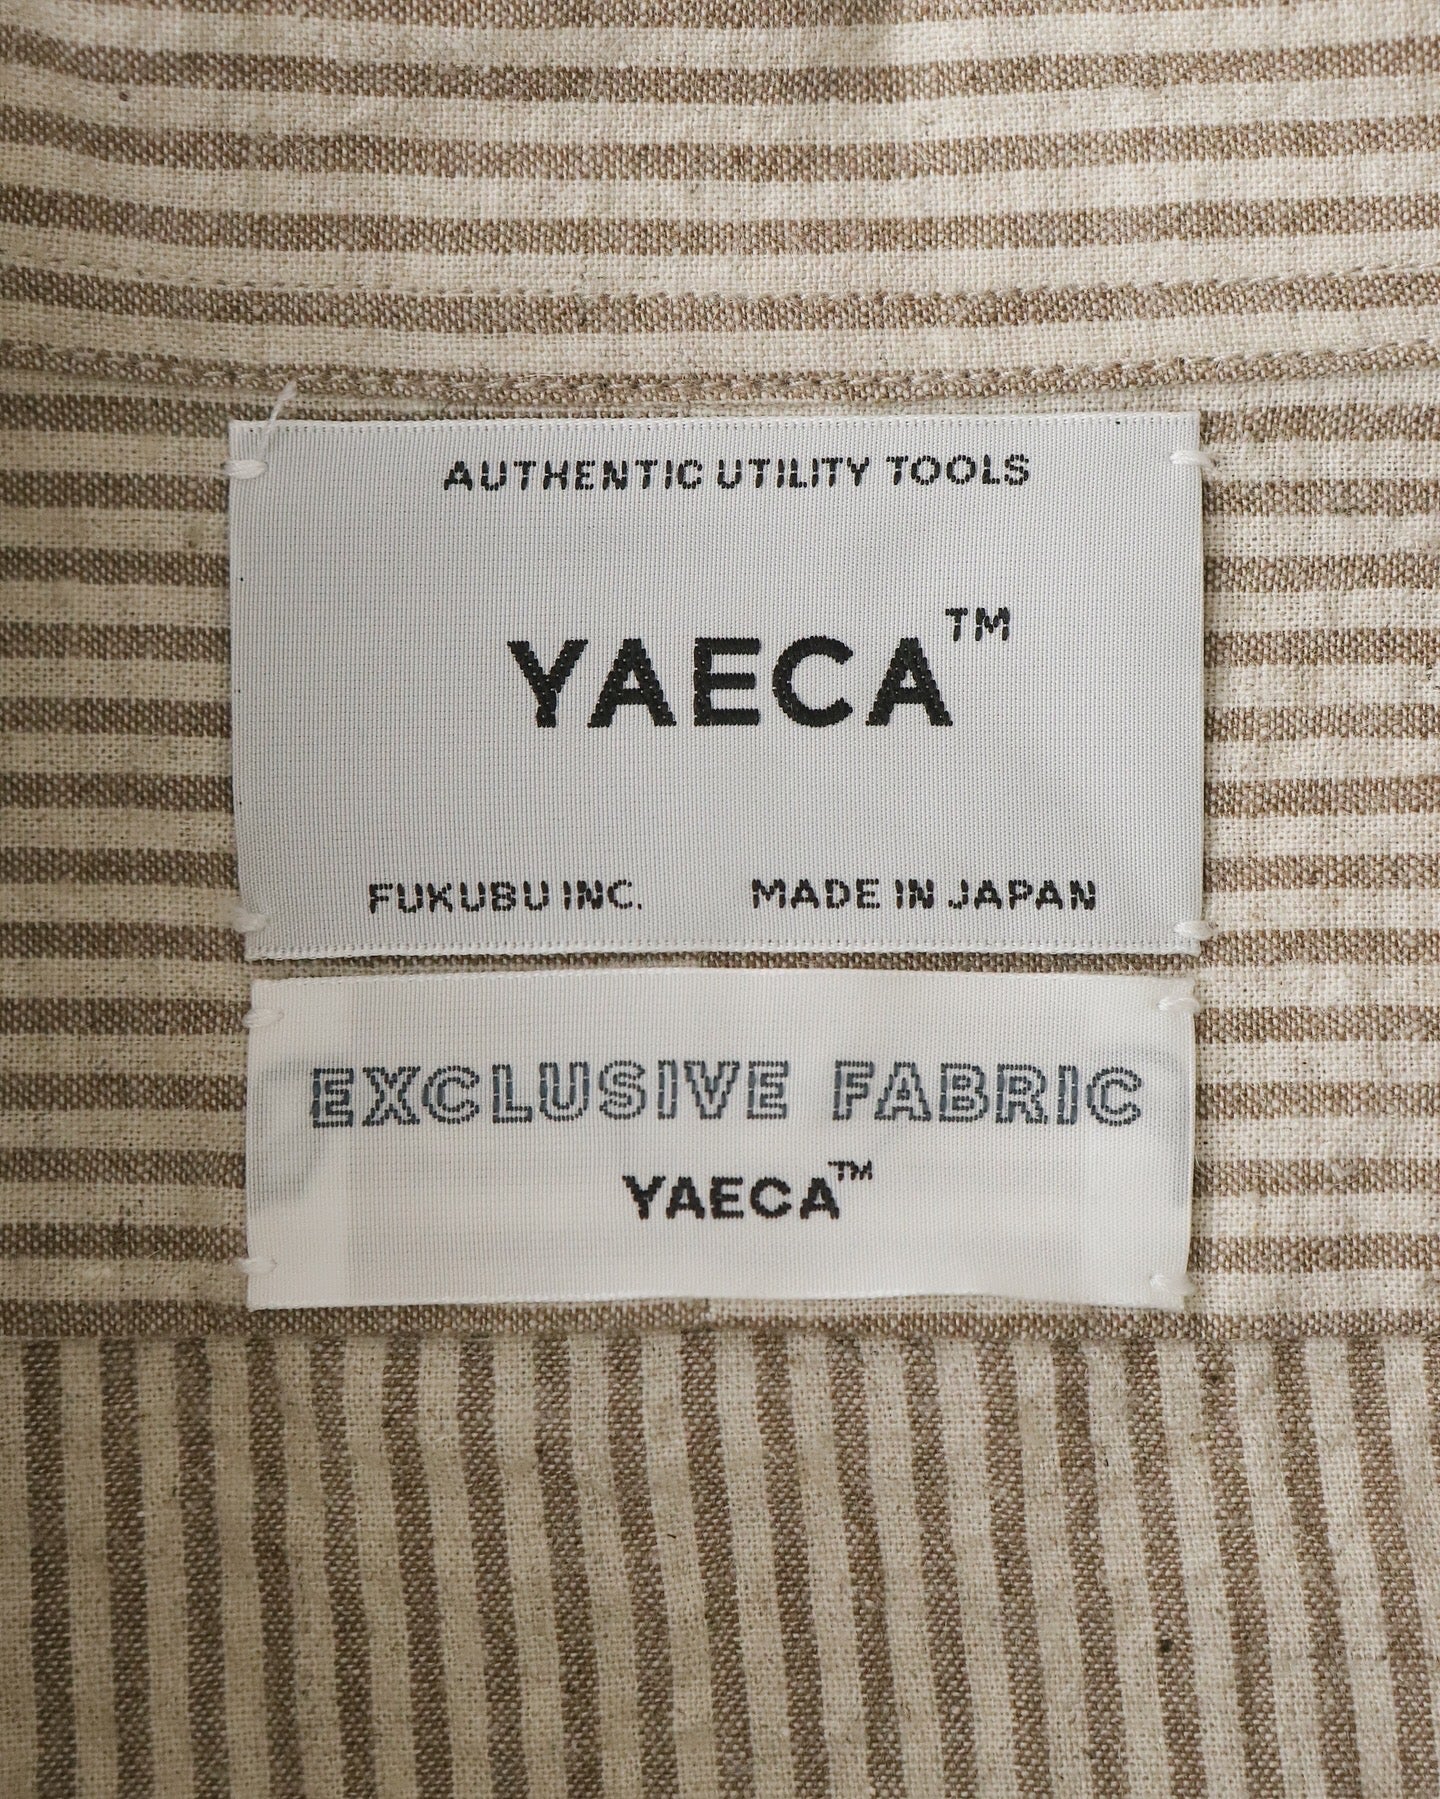 AUTHENTIC UTILITY TOOLS
YAECA™
FUKUBU INC. MADE IN JAPAN
EXCLUSIVE FABRIC
YAECA™